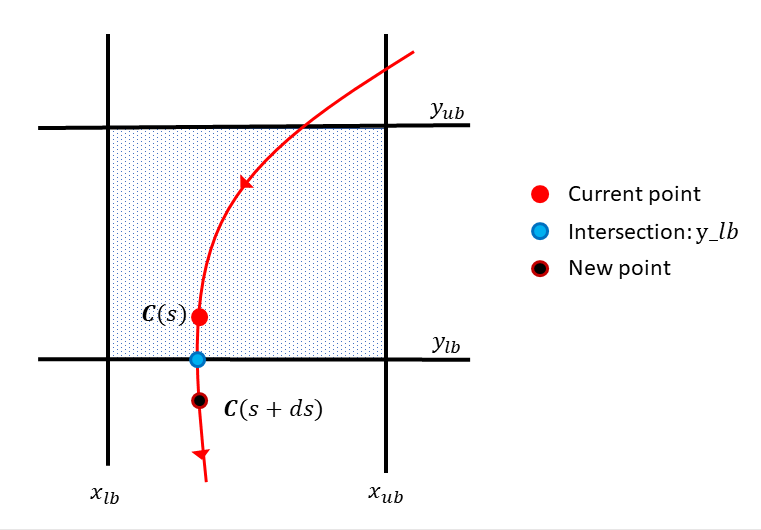 y_ub
Current point
Intersection: y_lb
New point
C(s)
y_lb
C(s + ds)
x_lb
x_ub